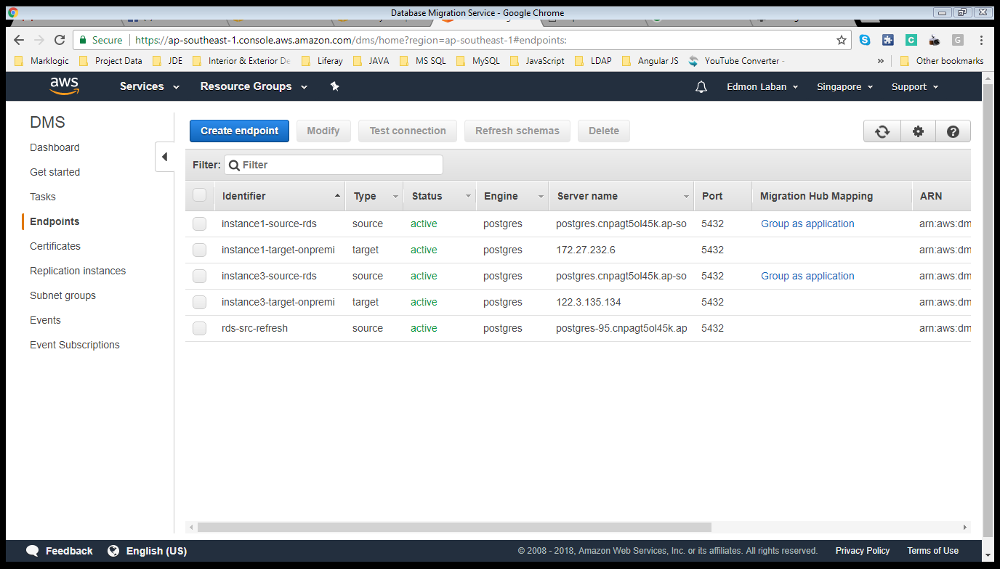 Database Migration Service - Google Chrome
Secure https://ap-southeast-1.console.aws.amazon.com/dms/home?region=ap-southeast-1#endpoints:
Marklogic Project Data JDE Interior & Exterior De Liferay JAVA MS SQL MySQL JavaScript LDAP Angular JS YouTube Converter - » Other bookmarks
aws Services Resource Groups Edmon Laban Singapore Support
DMS
Dashboard
Get started
Tasks
Endpoints
Certificates
Replication instances
Subnet groups
Events
Event Subscriptions
Create endpoint Modify Test connection Refresh schemas Delete
Filter: Filter
Identifier Type Status Engine Server name Port Migration Hub Mapping ARN
instance1-source-rds source active postgres postgres.cnpagt5ol45k.ap-so 5432 Group as application arn:aws:dm
instance1-target-onpremi target active postgres 172.27.232.6 5432 arn:aws:dm
instance3-source-rds source active postgres postgres.cnpagt5ol45k.ap-so 5432 Group as application arn:aws:dm
instance3-target-onpremi target active postgres 122.3.135.134 5432 arn:aws:dm
rds-src-refresh source active postgres postgres-95.cnpagt5ol45k.ap 5432 arn:aws:dm
Feedback English (US) © 2008 - 2018, Amazon Web Services, Inc. or its affiliates. All rights reserved. Privacy Policy Terms of Use